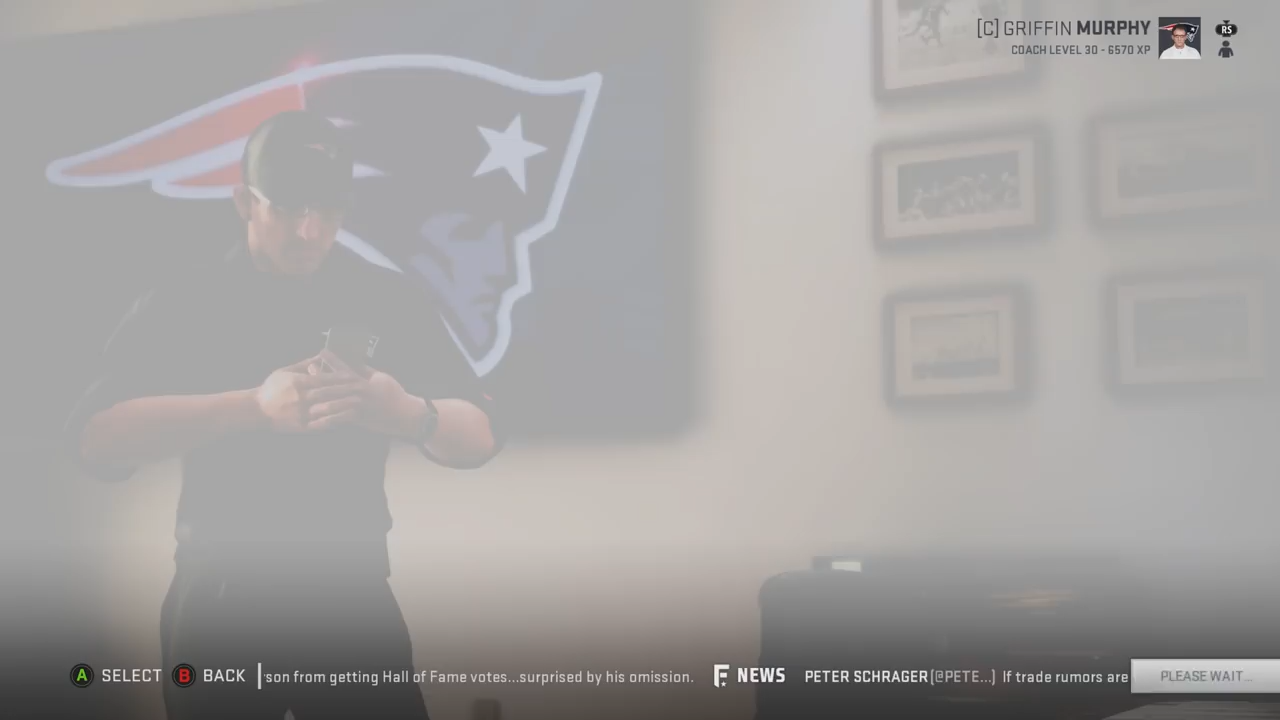 [C] GRIFFIN MURPHY
COACH LEVEL 30 - 6570 XP
RS
A SELECT B BACK son from getting Hall of Fame votes...surprised by his omission. NEWS PETER SCHRAGER(@PETE...) If trade rumors are PLEASE WAIT...